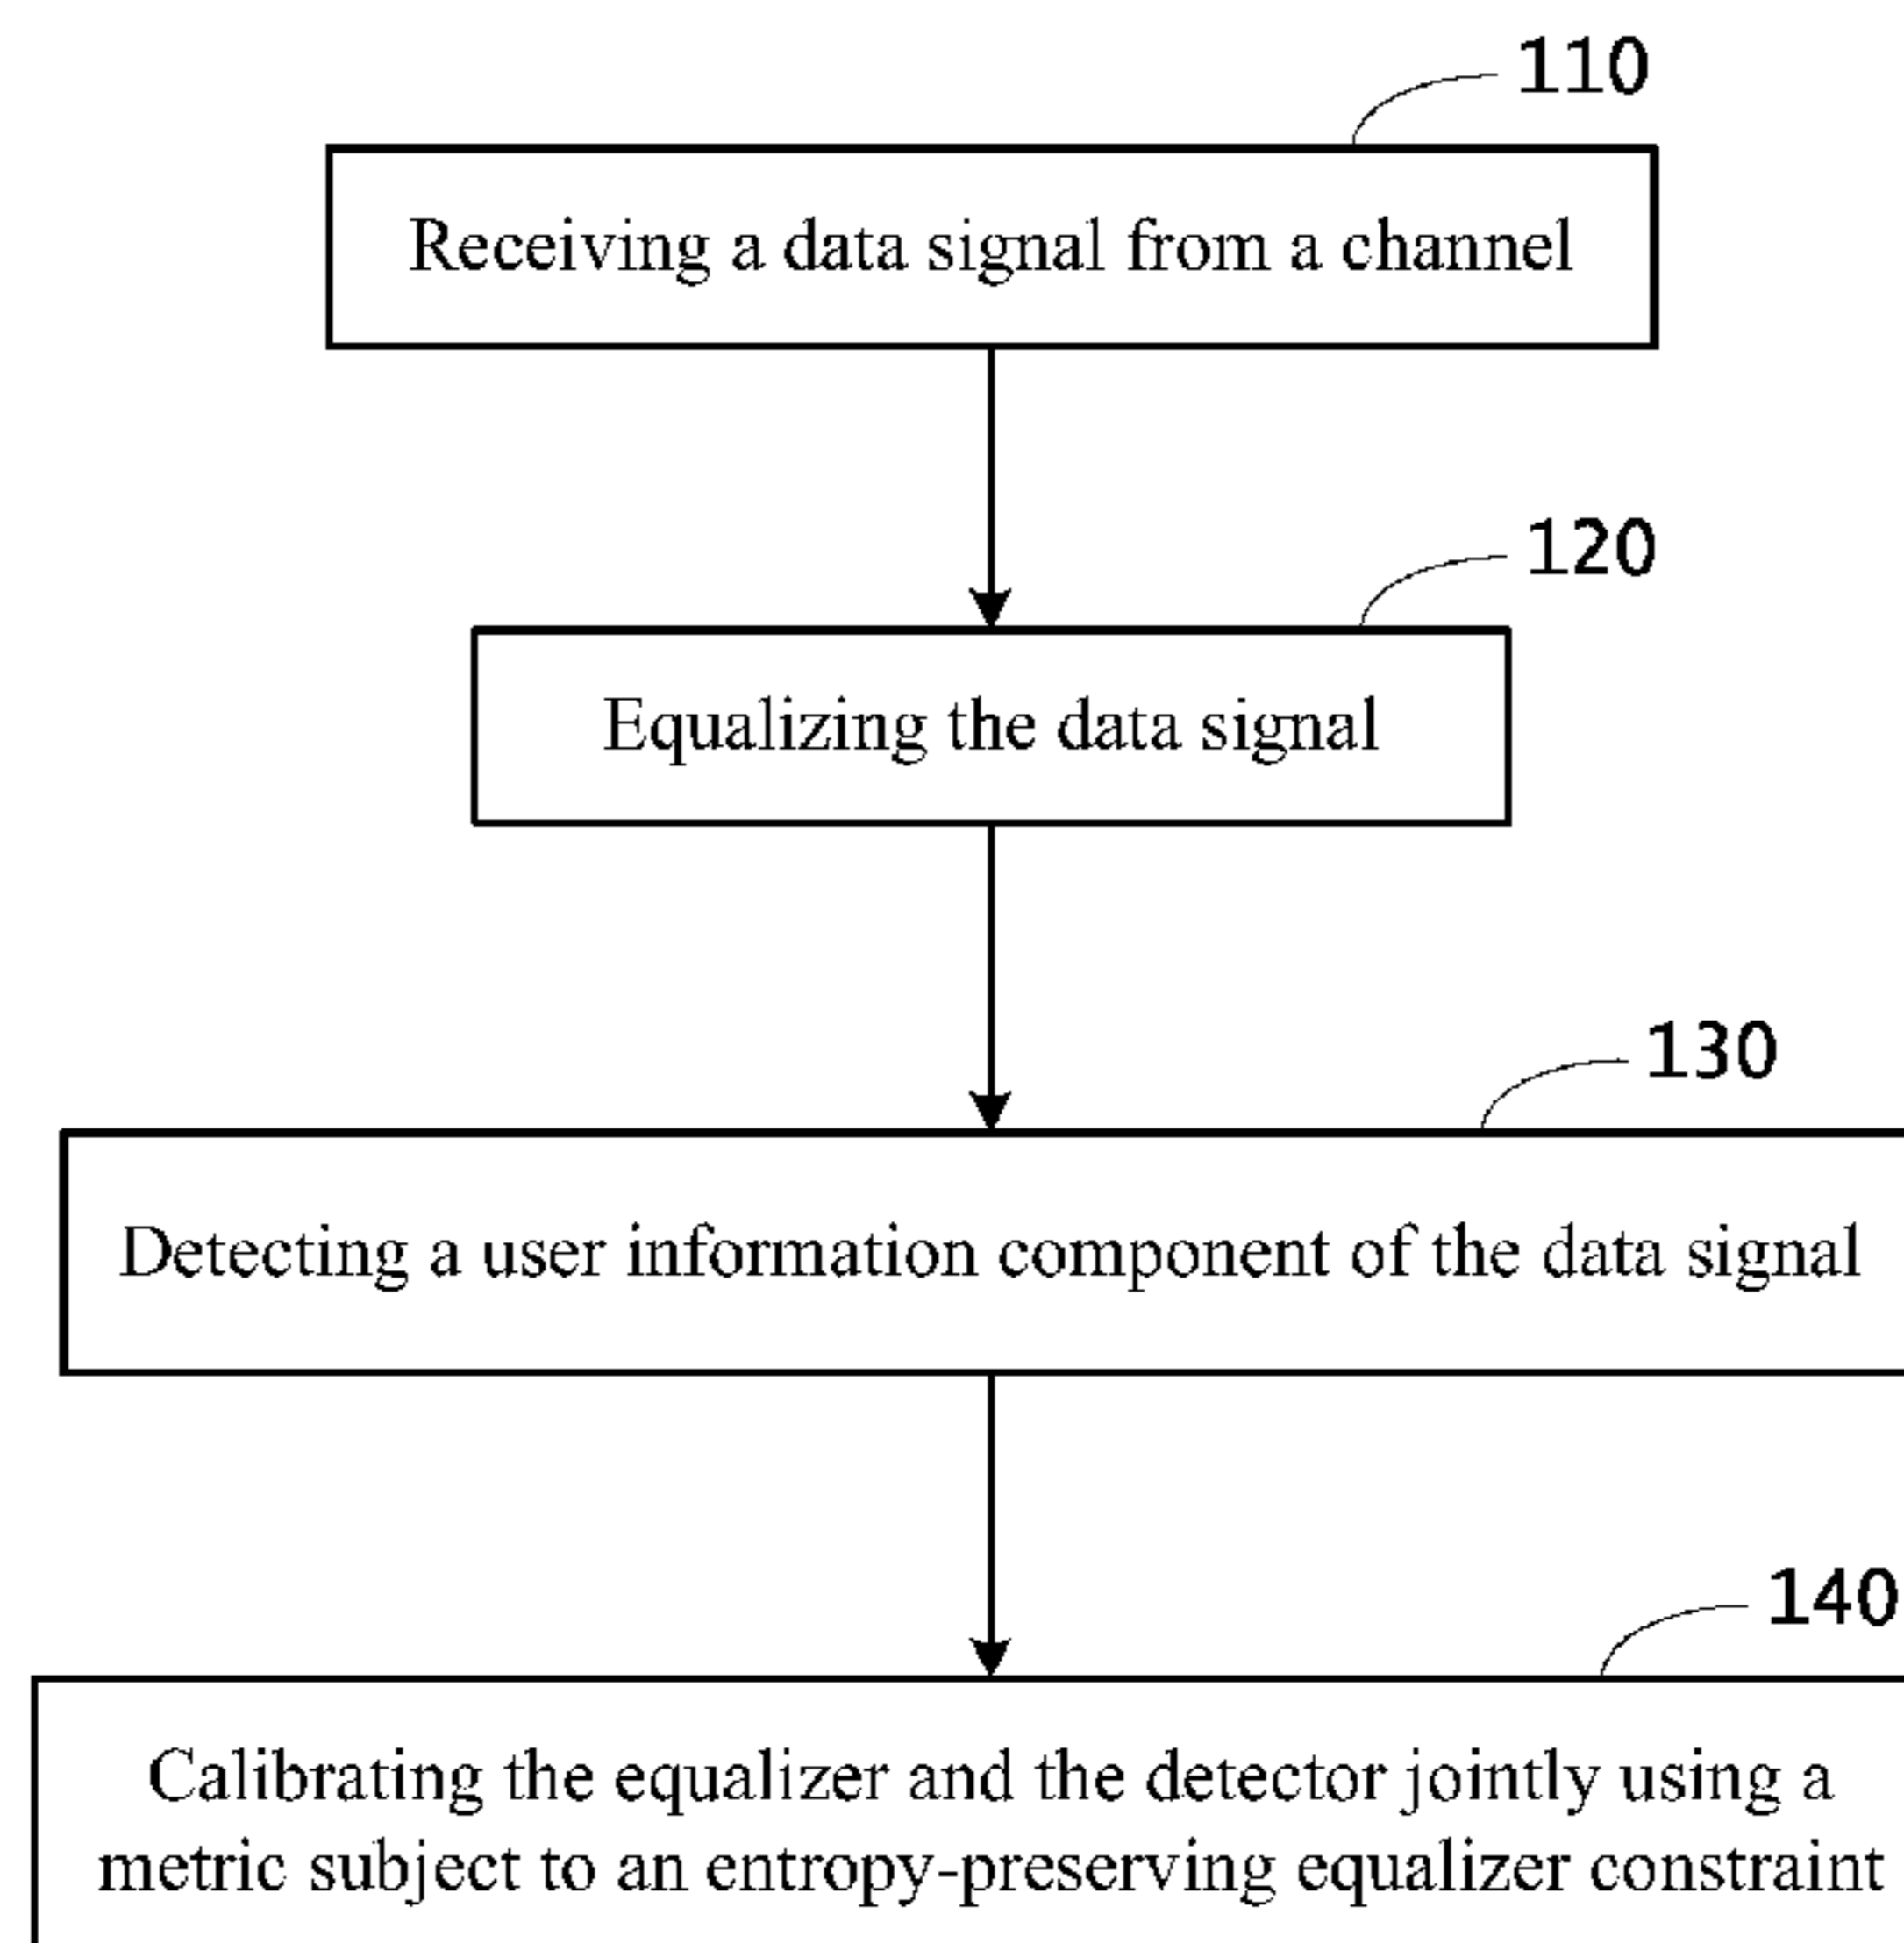 110
Receiving a data signal from a channel
120
Equalizing the data signal
130
Detecting a user information component of the data signal
140
Calibrating the equalizer and the detector jointly using a
metric subject to an entropy-preserving equalizer constraint